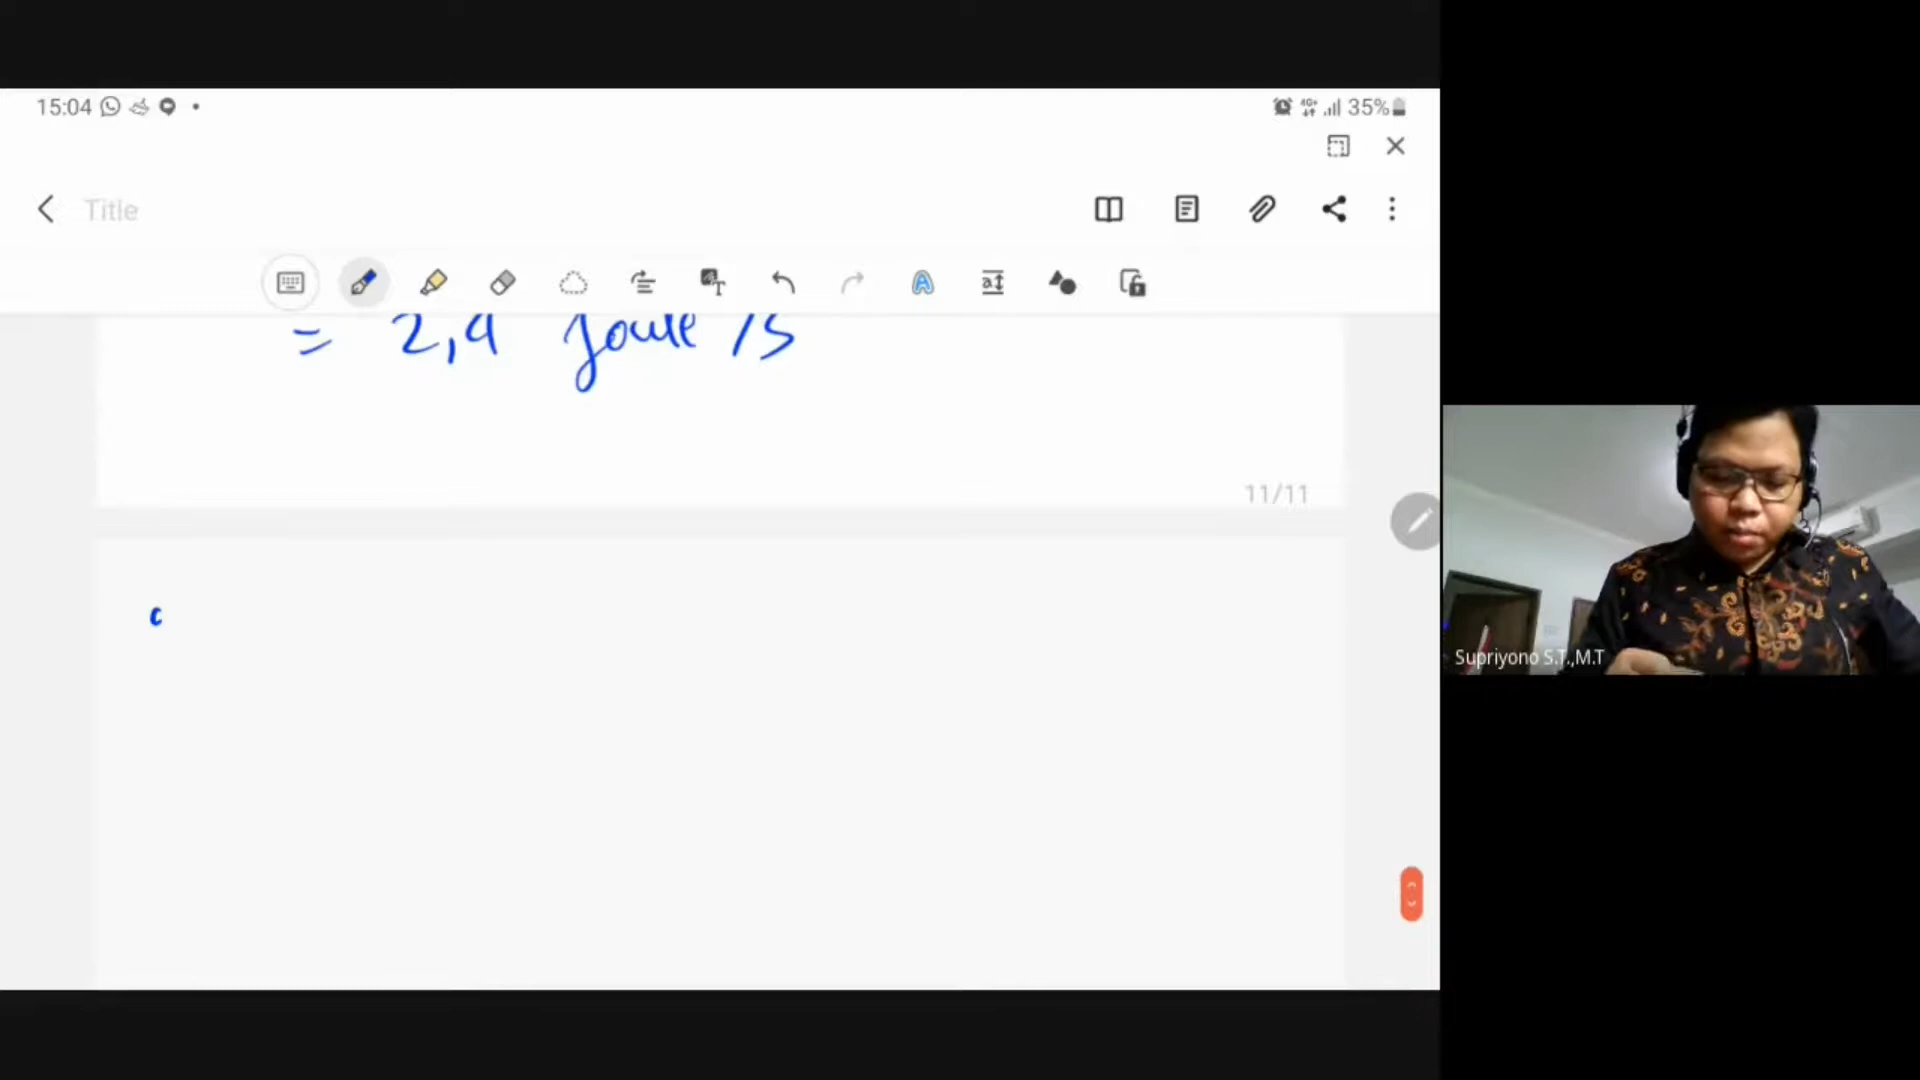 15:04
35%
Title
= 2,4 Joule /s
11/11
c
Supriyono S.T.,M.T